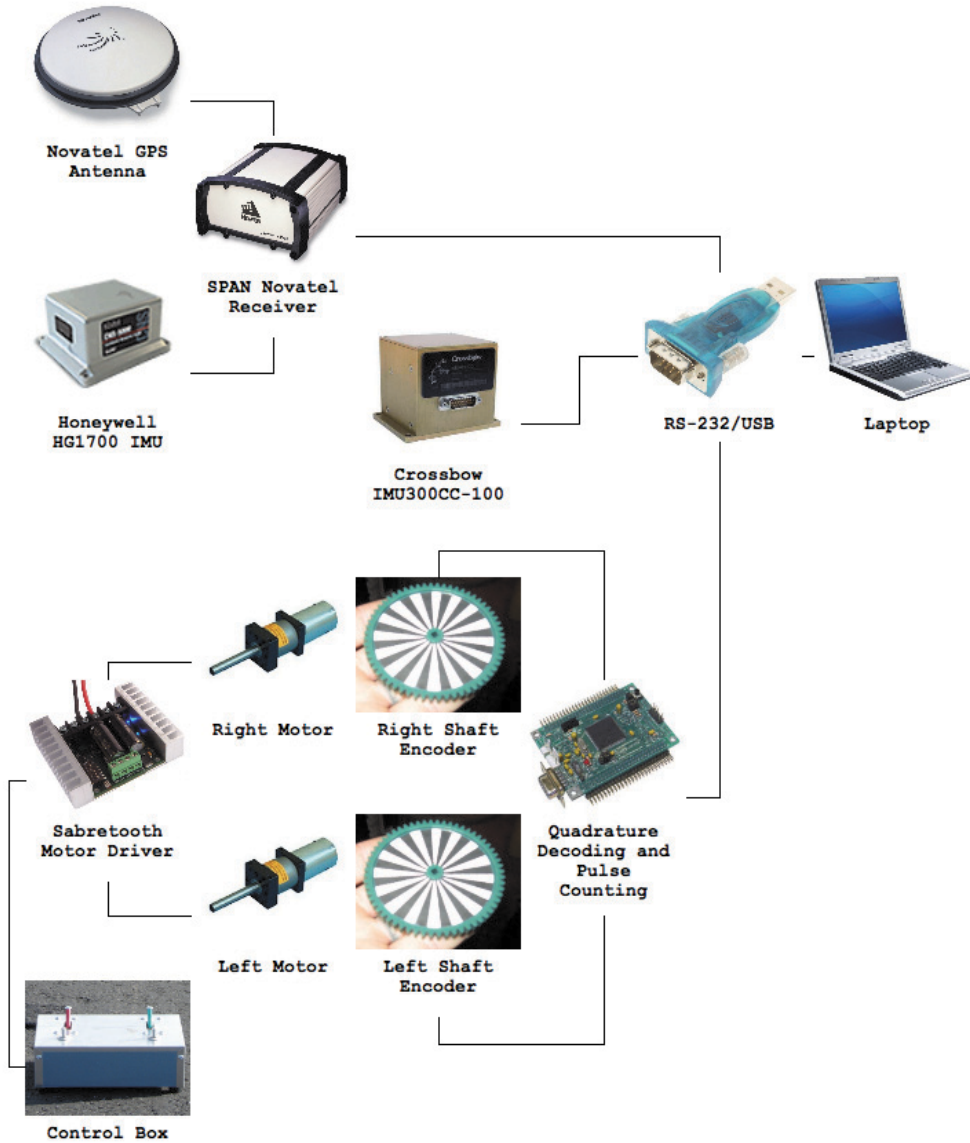 Novatel GPS
Antenna
SPAN Novatel
Receiver
Honeywell
HG1700 IMU
Crossbow
Crossbow
IMU300CC-100
RS-232/USB
Laptop
Right Motor
Right Shaft
Encoder
Sabretooth
Motor Driver
Quadrature
Decoding and
Pulse
Counting
Left Motor
Left Shaft
Encoder
Control Box